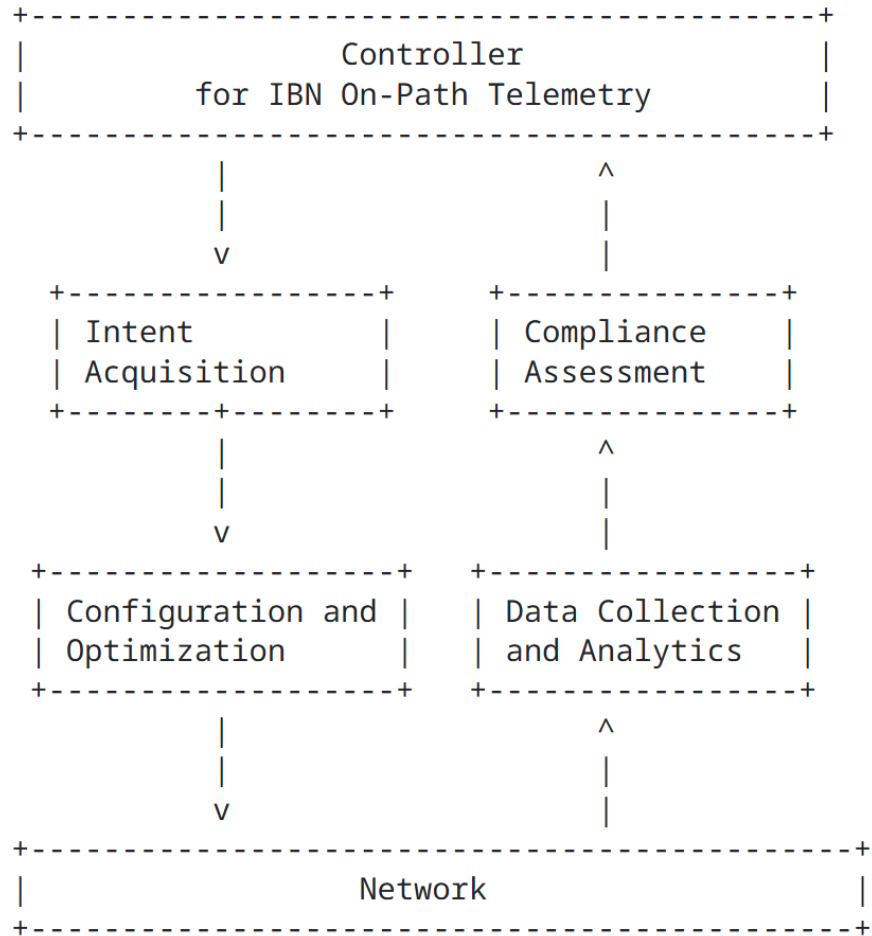 Controller
for IBN On-Path Telemetry
Intent
Acquisition
Compliance
Assessment
Configuration and
Optimization
Data Collection
and Analytics
Network